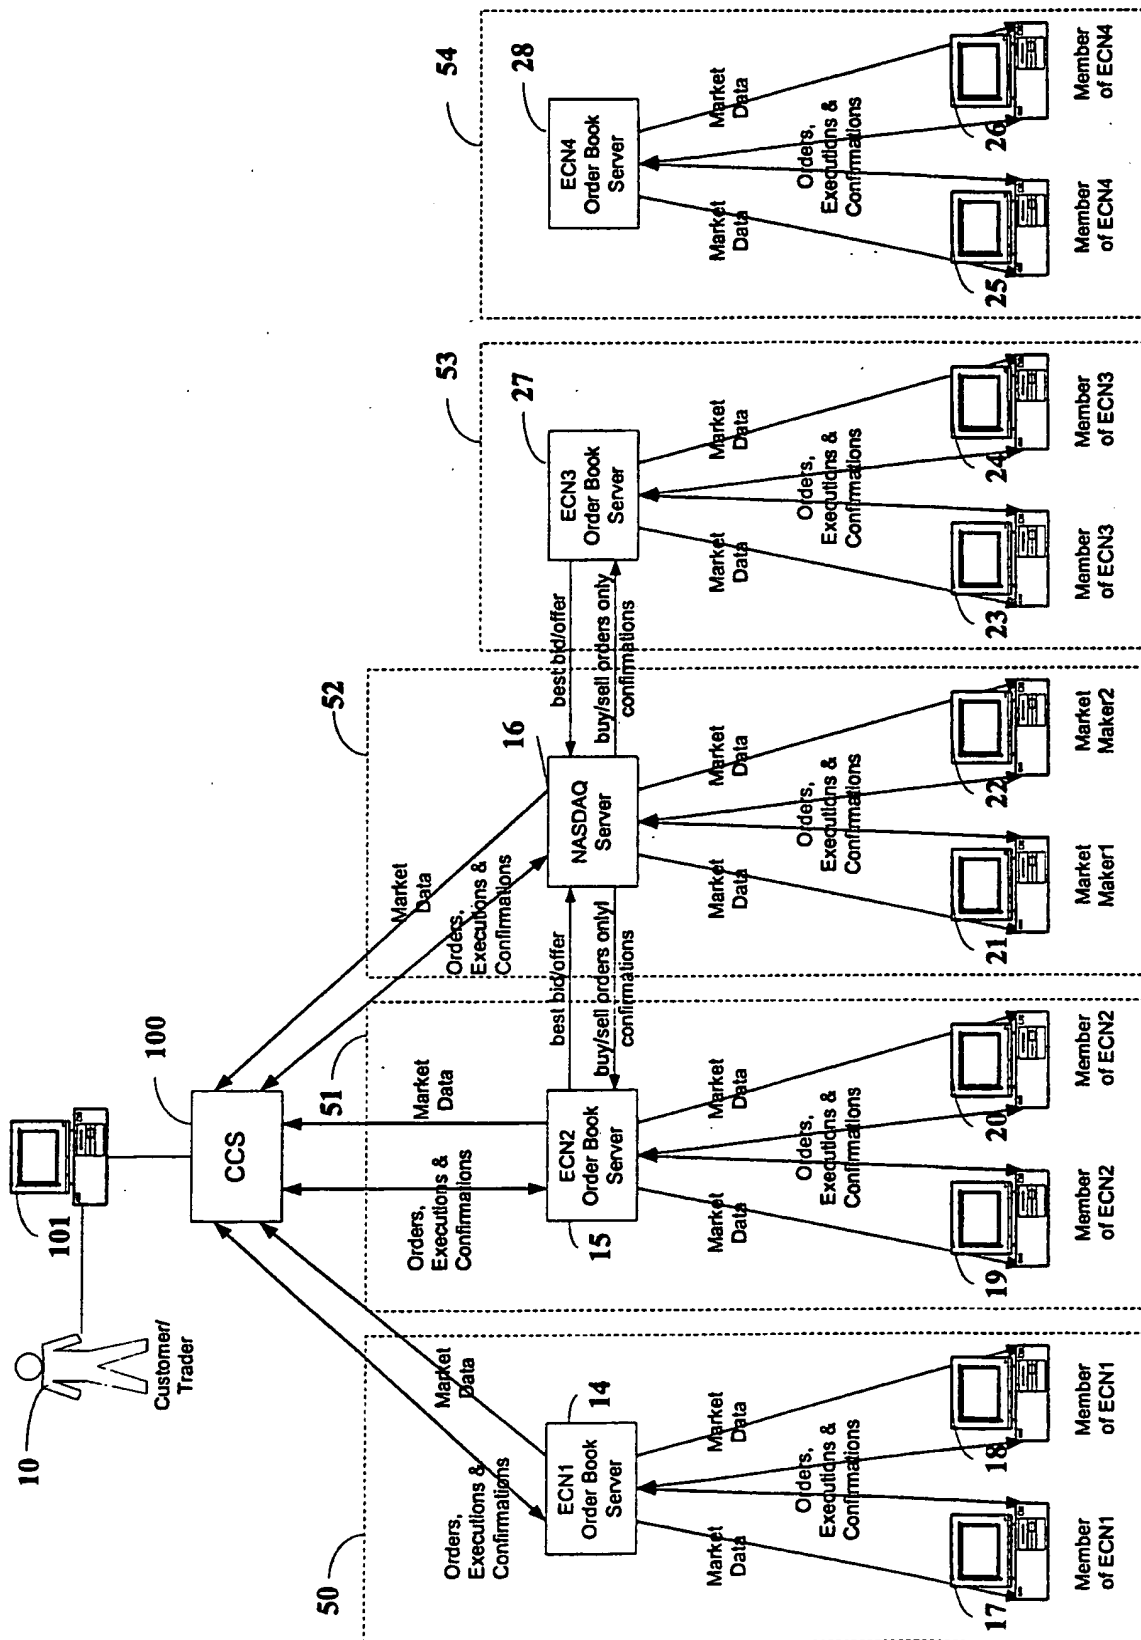 10
Customer/
Trader
101
100
CCS
50
51
52
53
54
Orders,
Executions &
Confirmations
Market
Data
Orders,
Executions &
Confirmations
Market
Data
Market
Data
Orders,
Executions &
Confirmations
14
ECN1
Order Book
Server
15
ECN2
Order Book
Server
best bid/offer
buy/sell orders only
confirmations
16
NASDAQ
Server
best bid/offer
buy/sell orders only
confirmations
27
ECN3
Order Book
Server
28
ECN4
Order Book
Server
Market
Data
Orders,
Executions &
Confirmations
Market
Data
Market
Data
Orders,
Executions &
Confirmations
Market
Data
Market
Data
Orders,
Executions &
Confirmations
Market
Data
Market
Data
Orders,
Executions &
Confirmations
Market
Data
Market
Data
Orders,
Executions &
Confirmations
Market
Data
17
18
19
20
21
22
23
24
25
26
Member
of ECN1
Member
of ECN1
Member
of ECN2
Member
of ECN2
Market
Maker1
Market
Maker2
Member
of ECN3
Member
of ECN3
Member
of ECN4
Member
of ECN4